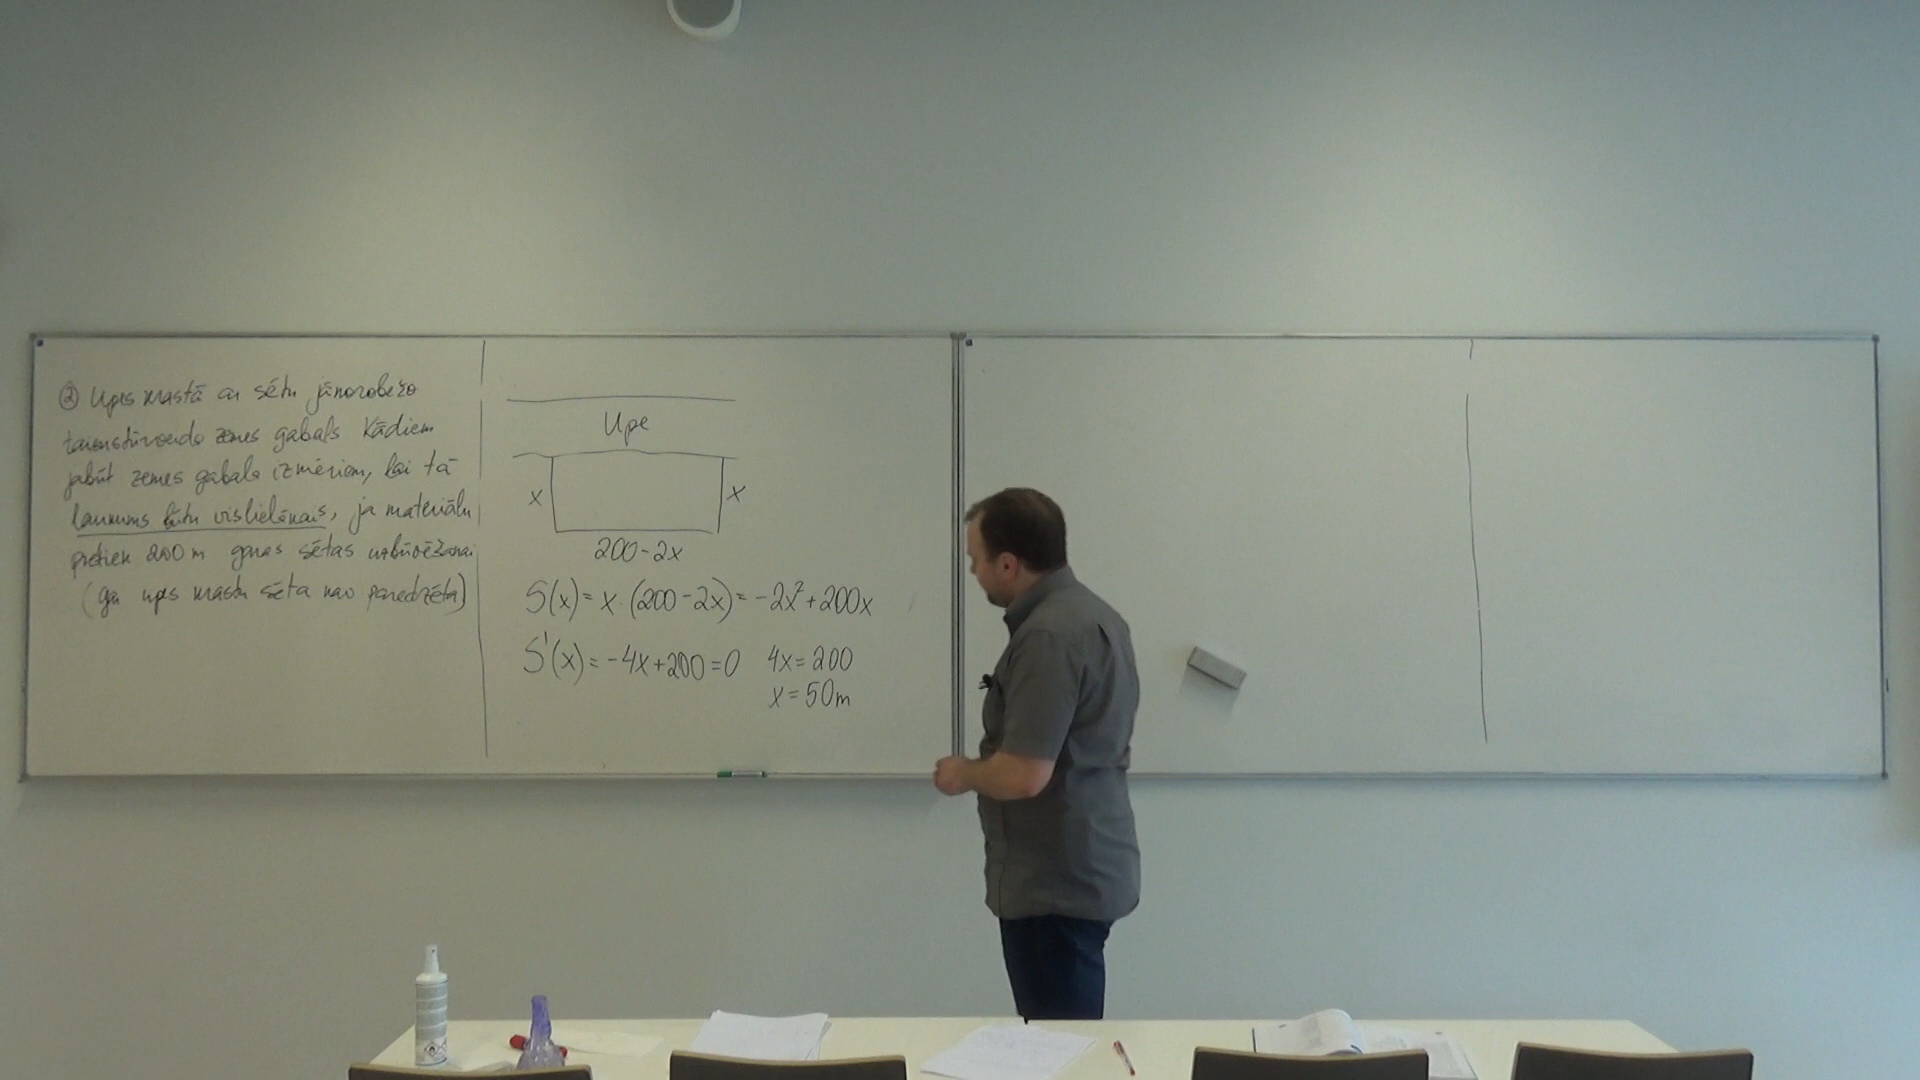 ② Upes krastā ar sētu jānorobežo
taisnstūrveida zemes gabals Kādiem
jābūt zemes gabala izmēriem, lai tā
laukums būtu vislielākais, ja materiālu
pietiek 200 m garas sētas uzbūvēšanai
(gar upes krastu sēta nav paredzēta)
Upe
x x
200-2x
S(x) = x·(200-2x) = -2x²+200x
S'(x) = -4x+200=0 4x=200
x=50m